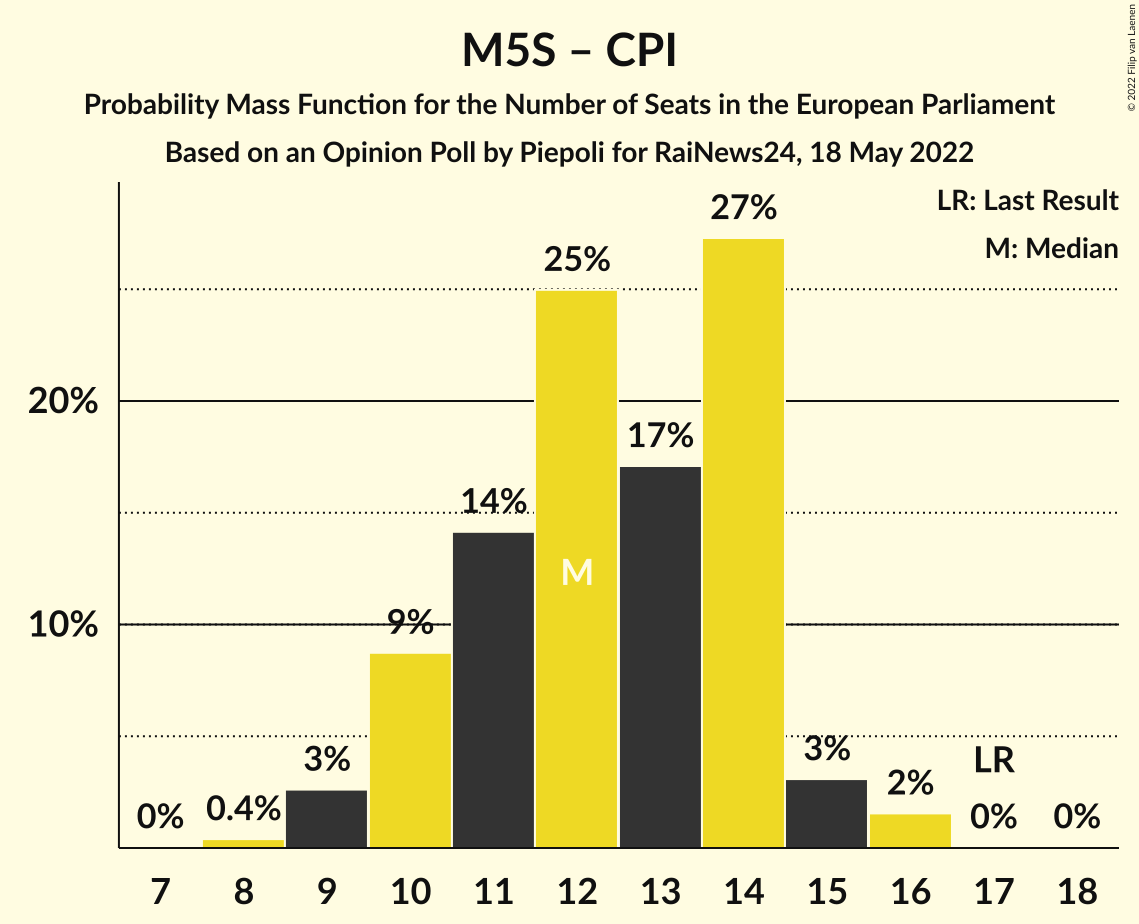 M5S – CPI
Probability Mass Function for the Number of Seats in the European Parliament
Based on an Opinion Poll by Piepoli for RaiNews24, 18 May 2022
© 2022 Filip van Laenen
LR: Last Result
M: Median
20%
10%
0%
0.4%
3%
9%
14%
25%
M
17%
27%
3%
2%
LR
0%
0%
7 8 9 10 11 12 13 14 15 16 17 18